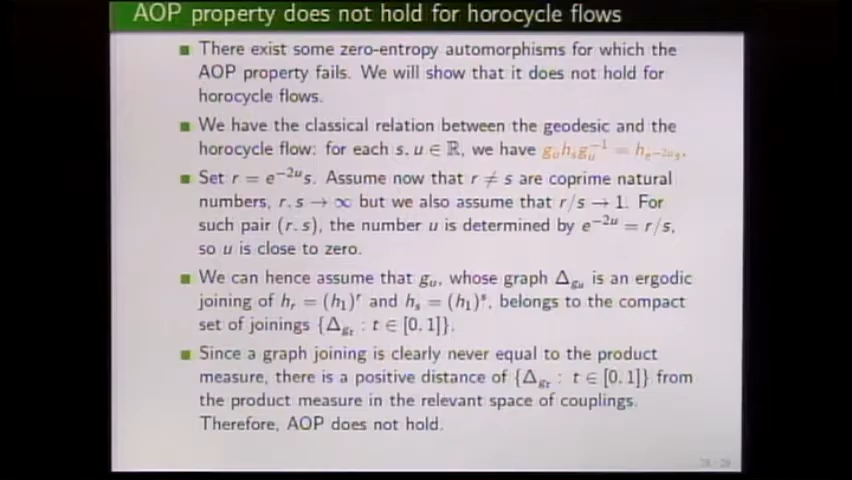 AOP property does not hold for horocycle flows
There exist some zero-entropy automorphisms for which the
AOP property fails. We will show that it does not hold for
horocycle flows.
We have the classical relation between the geodesic and the
horocycle flow: for each s, u ∈ ℝ, we have g_u h_s g_u^{-1} = h_{e^{-2u}s}.
Set r = e^{-2u}s. Assume now that r ≠ s are coprime natural
numbers, r, s → ∞ but we also assume that r/s → 1. For
such pair (r, s), the number u is determined by e^{-2u} = r/s,
so u is close to zero.
We can hence assume that g_u, whose graph Δ_{g_u} is an ergodic
joining of h_r = (h_1)^r and h_s = (h_1)^s, belongs to the compact
set of joinings {Δ_{g_t} : t ∈ [0, 1]}.
Since a graph joining is clearly never equal to the product
measure, there is a positive distance of {Δ_{g_t} : t ∈ [0, 1]} from
the product measure in the relevant space of couplings.
Therefore, AOP does not hold.